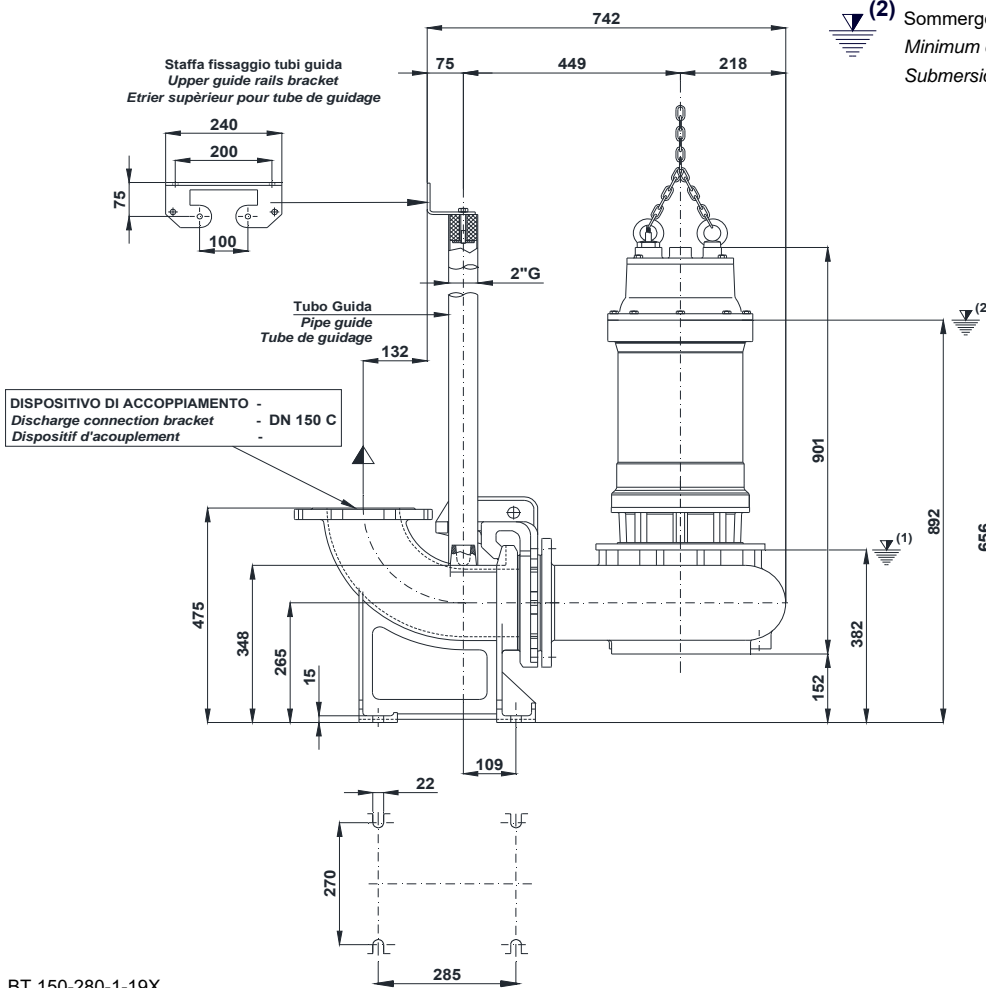 742
(2) Sommerge
Minimum
Submersio
75
449
218
Staffa fissaggio tubi guida
Upper guide rails bracket
Etrier supèrieur pour tube de guidage
240
200
75
100
2"G
Tubo Guida
Pipe guide
Tube de guidage
132
(2
DISPOSITIVO DI ACCOPPIAMENTO -
Discharge connection bracket - DN 150 C
Dispositif d'acouplement -
901
892
656
(1)
475
348
265
15
382
152
109
22
270
285
BT 150-280-1-19X